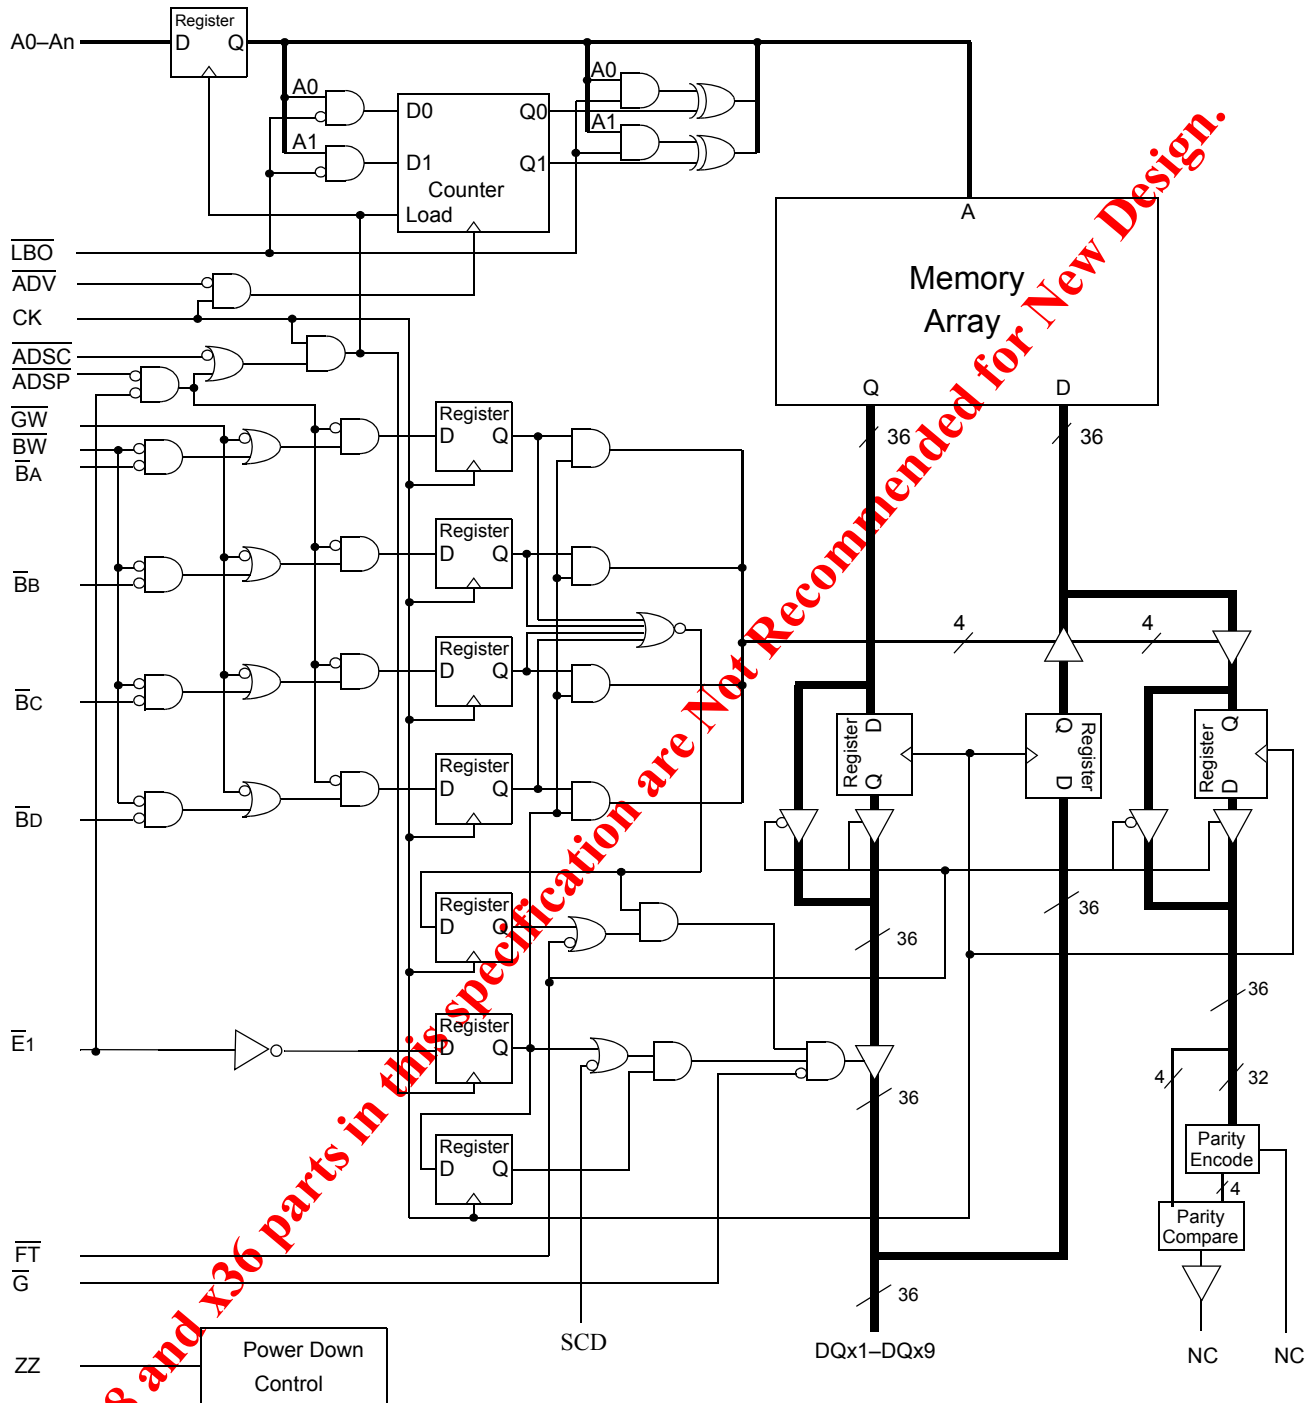 Register
A0–An
D Q
A0
A0
D0
Q0
A1
A1
D1
Q1
Counter
Load
A
LBO
ADV
CK
ADSC
ADSP
GW
BW
BA
BB
BC
BD
Memory
Array
Q
D
36
36
Register
D Q
Register
D Q
Register
D Q
Register
D Q
4
4
Register
D
Q
Register
Q
D
Register
Q
D
Register
D Q
36
36
36
E1
Register
D Q
36
4
32
Register
D Q
Parity
Encode
4
Parity
Compare
FT
G
36
SCD
DQx1–DQx9
NC
NC
ZZ
Power Down
Control
8 and x36 parts in this specification are Not Recommended for New Design.